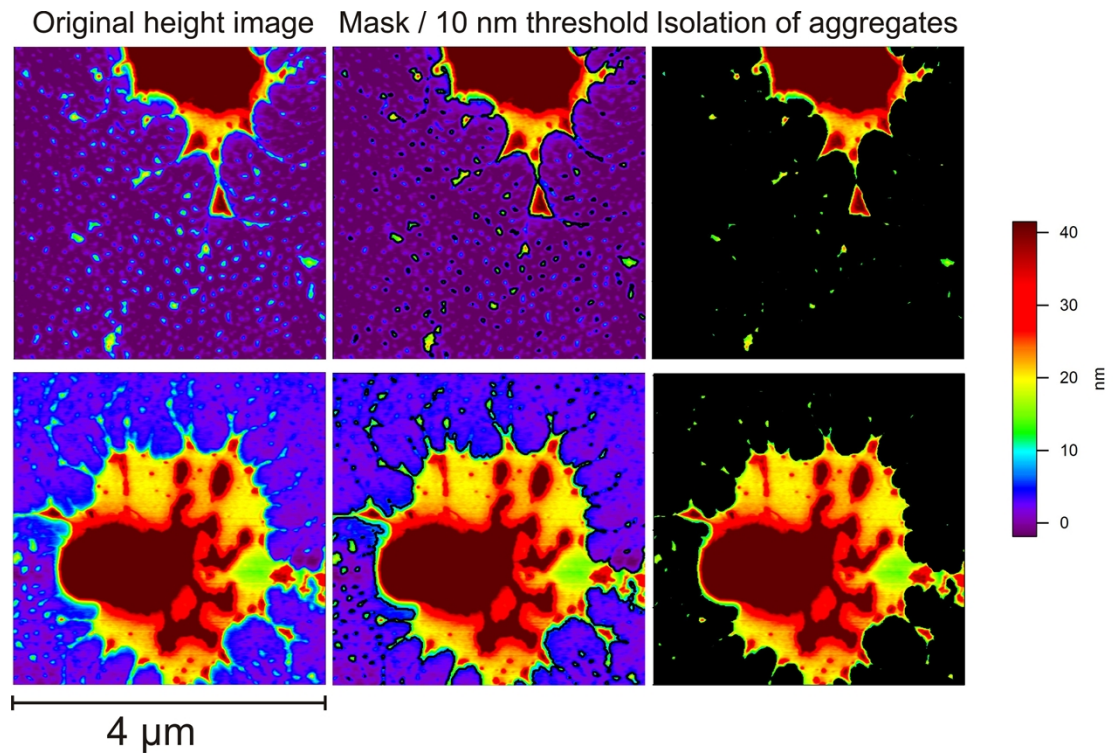 Original height image
Mask / 10 nm threshold
Isolation of aggregates
40
30
20
10
0
nm
4 μm